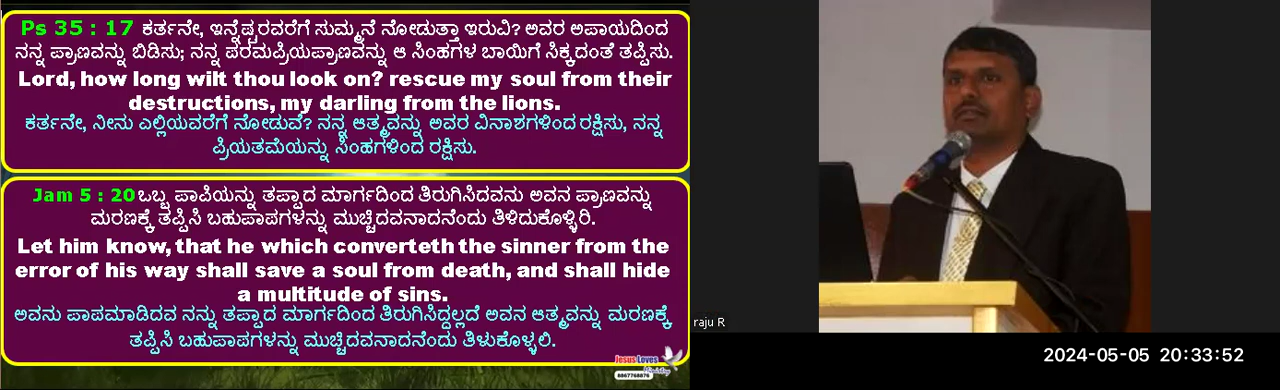 Ps 35 : 17 ಕರ್ತನೇ, ಇನ್ನೆಷ್ಟರವರೆಗೆ ಸುಮ್ಮನೆ ನೋಡುತ್ತಾ ಇರುವಿ? ಅವರ ಅಪಾಯದಿಂದ
ನನ್ನ ಪ್ರಾಣವನ್ನು ಬಿಡಿಸು; ನನ್ನ ಪರಮಪ್ರಿಯಪ್ರಾಣವನ್ನು ಆ ಸಿಂಹಗಳ ಬಾಯಿಗೆ ಸಿಕ್ಕದಂತೆ ತಪ್ಪಿಸು.
Lord, how long wilt thou look on? rescue my soul from their
destructions, my darling from the lions.
ಕರ್ತನೇ, ನೀನು ಎಲ್ಲಿಯವರೆಗೆ ನೋಡುವೆ? ನನ್ನ ಆತ್ಮವನ್ನು ಅವರ ವಿನಾಶಗಳಿಂದ ರಕ್ಷಿಸು, ನನ್ನ
ಪ್ರಿಯತಮೆಯನ್ನು ಸಿಂಹಗಳಿಂದ ರಕ್ಷಿಸು.
Jam 5 : 20 ಒಬ್ಬ ಪಾಪಿಯನ್ನು ತಪ್ಪಾದ ಮಾರ್ಗದಿಂದ ತಿರುಗಿಸಿದವನು ಅವನ ಪ್ರಾಣವನ್ನು
ಮರಣಕ್ಕೆ ತಪ್ಪಿಸಿ ಬಹುಪಾಪಗಳನ್ನು ಮುಚ್ಚಿದವನಾದನೆಂದು ತಿಳಿದುಕೊಳ್ಳಿರಿ.
Let him know, that he which converteth the sinner from the
error of his way shall save a soul from death, and shall hide
a multitude of sins.
ಅವನು ಪಾಪಮಾಡಿದವ ನನ್ನು ತಪ್ಪಾದ ಮಾರ್ಗದಿಂದ ತಿರುಗಿಸಿದ್ದಲ್ಲದೆ ಅವನ ಆತ್ಮವನ್ನು ಮರಣಕ್ಕೆ
ತಪ್ಪಿಸಿ ಬಹುಪಾಪಗಳನ್ನು ಮುಚ್ಚಿದವನಾದನೆಂದು ತಿಳುಕೊಳ್ಳಲಿ.
Jesus Loves
Ministry
8867768876
raju R
2024-05-05 20:33:52